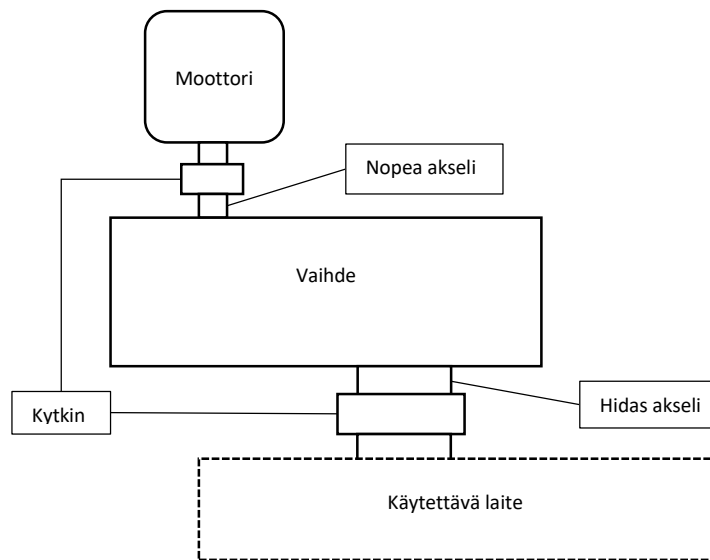 Moottori
Nopea akseli
Vaihde
Hidas akseli
Kytkin
Käytettävä laite